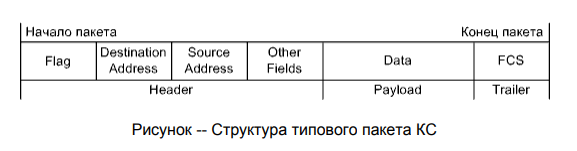 Начало пакета Конец пакета
Flag Destination Address Source Address Other Fields Data FCS
Header Payload Trailer
Рисунок -- Структура типового пакета КС